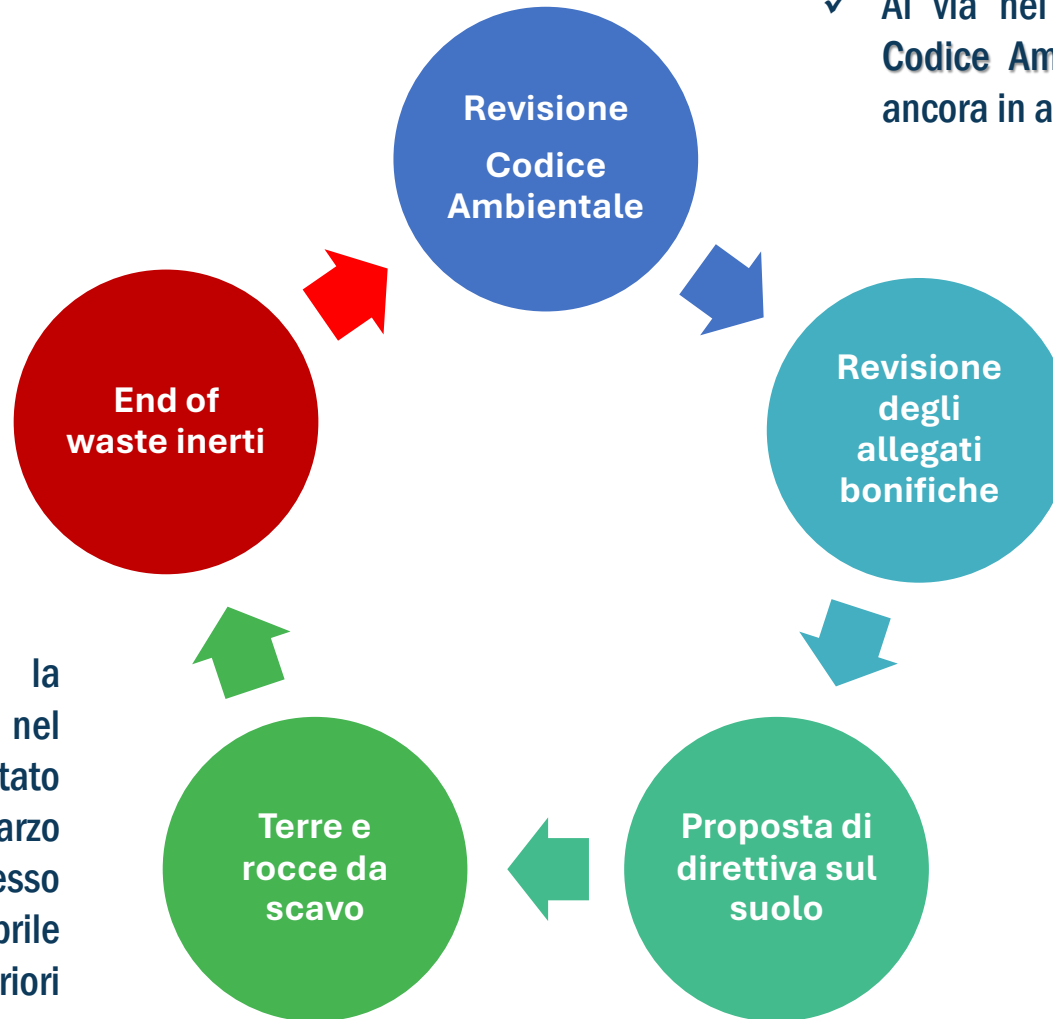 ✓ Al via nel
Codice Am
ancora in a
Revisione
Codice
Ambientale
Revisione
degli
allegati
bonifiche
End of
waste inerti
la
nel
tato
arzo
esso
prile
riori
Terre e
rocce da
scavo
Proposta di
direttiva sul
suolo